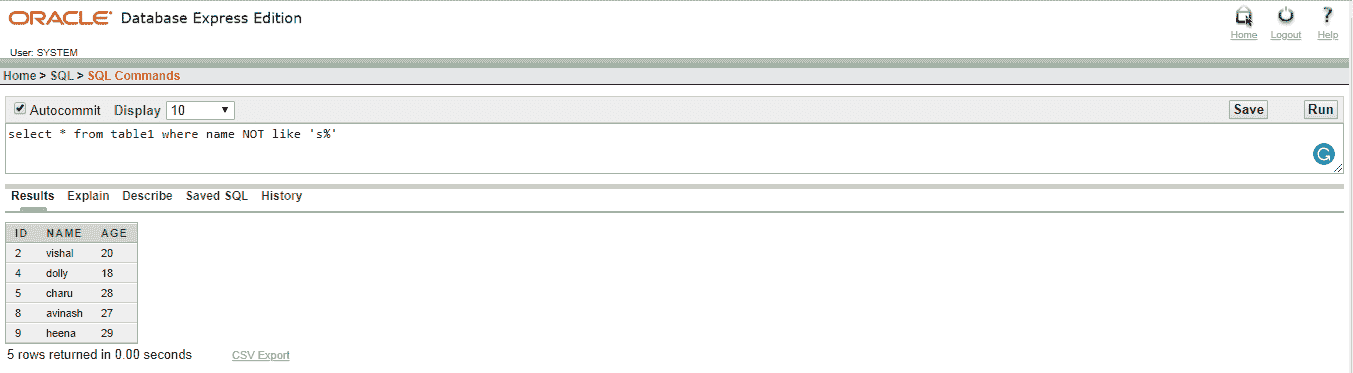 ORACLE Database Express Edition
Home Logout Help
User: SYSTEM
Home > SQL > SQL Commands
Autocommit Display 10 Save Run
select * from table1 where name NOT like 's%'
Results Explain Describe Saved SQL History
ID NAME AGE
2 vishal 20
4 dolly 18
5 charu 28
8 avinash 27
9 heena 29
5 rows returned in 0.00 seconds CSV Export